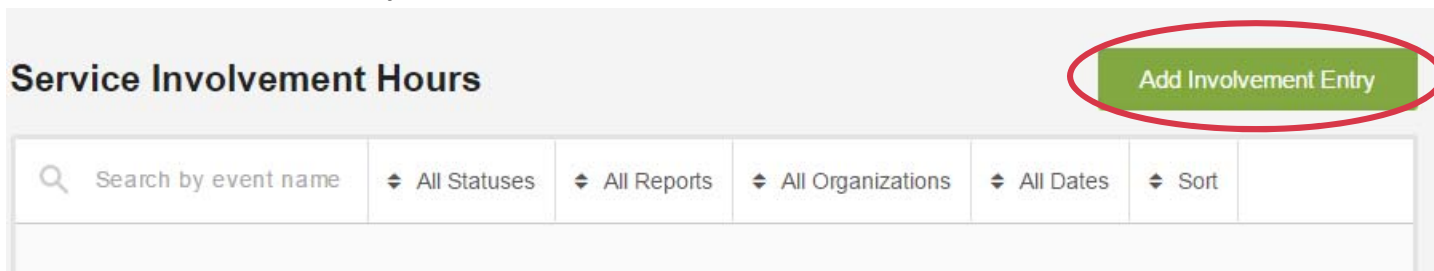 Service Involvement Hours
Add Involvement Entry
Search by event name All Statuses All Reports All Organizations All Dates Sort